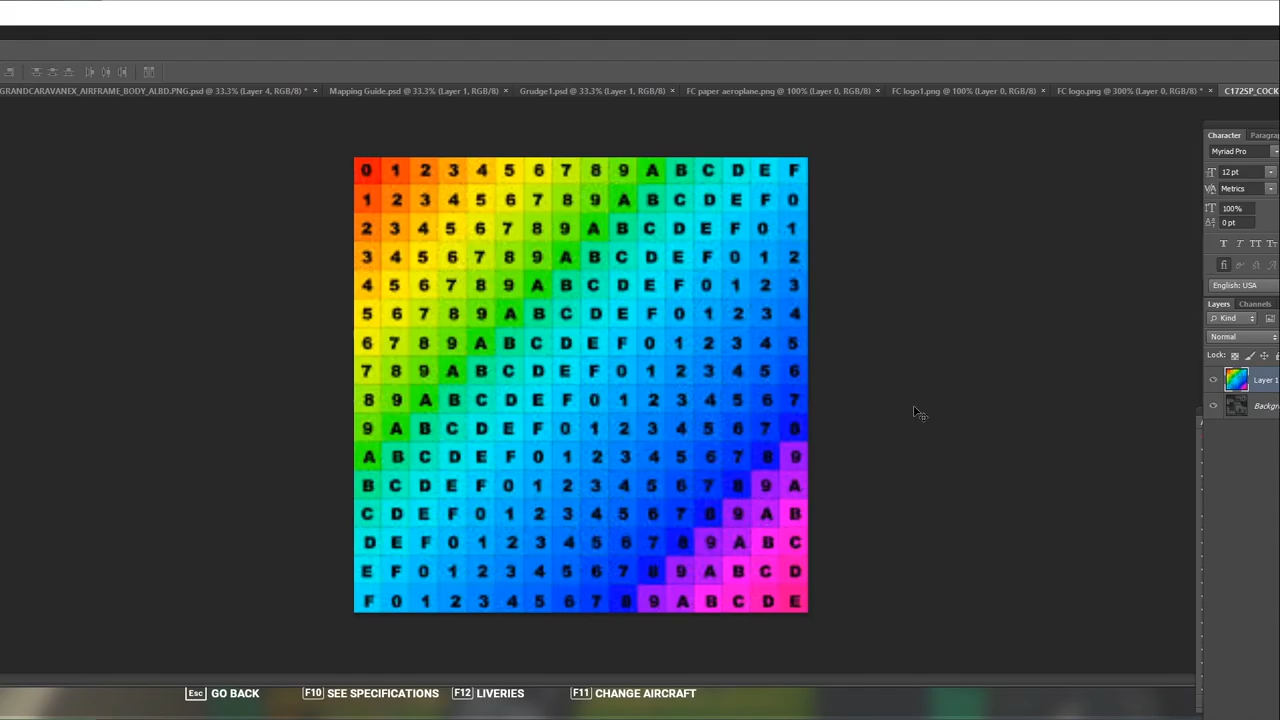 GRANDCARAVANEX_AIRFRAME_BODY_ALBD.PNG.psd @ 33.3% (Layer 4, RGB/8) * × Mapping Guide.psd @ 33.3% (Layer 1, RGB/8) × Grudge1.psd @ 33.3% (Layer 1, RGB/8) × FC paper aeroplane.png @ 100% (Layer 0, RGB/8) × FC logo1.png @ 100% (Layer 0, RGB/8) × FC logo.png @ 300% (Layer 0, RGB/8) * × C172SP_COCK
0 1 2 3 4 5 6 7 8 9 A B C D E F
1 2 3 4 5 6 7 8 9 A B C D E F 0
2 3 4 5 6 7 8 9 A B C D E F 0 1
3 4 5 6 7 8 9 A B C D E F 0 1 2
4 5 6 7 8 9 A B C D E F 0 1 2 3
5 6 7 8 9 A B C D E F 0 1 2 3 4
6 7 8 9 A B C D E F 0 1 2 3 4 5
7 8 9 A B C D E F 0 1 2 3 4 5 6
8 9 A B C D E F 0 1 2 3 4 5 6 7
9 A B C D E F 0 1 2 3 4 5 6 7 8
A B C D E F 0 1 2 3 4 5 6 7 8 9
B C D E F 0 1 2 3 4 5 6 7 8 9 A
C D E F 0 1 2 3 4 5 6 7 8 9 A B
D E F 0 1 2 3 4 5 6 7 8 9 A B C
E F 0 1 2 3 4 5 6 7 8 9 A B C D
F 0 1 2 3 4 5 6 7 8 9 A B C D E
Character Paragra
Myriad Pro
12 pt
Metrics
100%
0 pt
T T TT Tт
fi
English: USA
Layers Channels
Kind
Normal
Lock:
Layer 1
Backgr
Esc GO BACK F10 SEE SPECIFICATIONS F12 LIVERIES F11 CHANGE AIRCRAFT